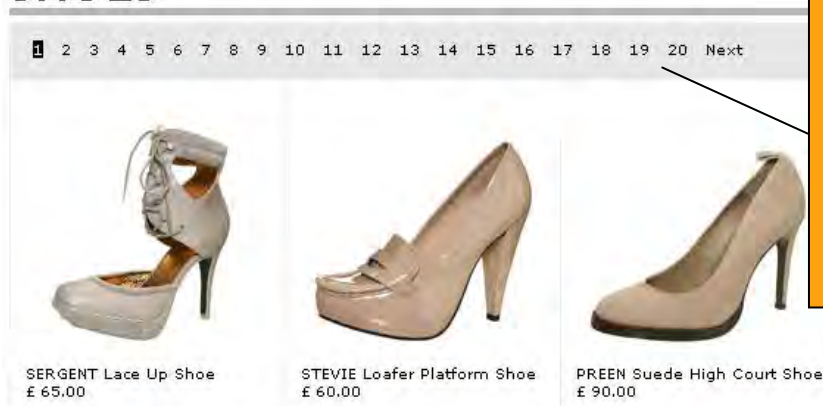 1 2 3 4 5 6 7 8 9 10 11 12 13 14 15 16 17 18 19 20 Next
SERGENT Lace Up Shoe
£ 65.00
STEVIE Loafer Platform Shoe
£ 60.00
PREEN Suede High Court Shoe
£ 90.00